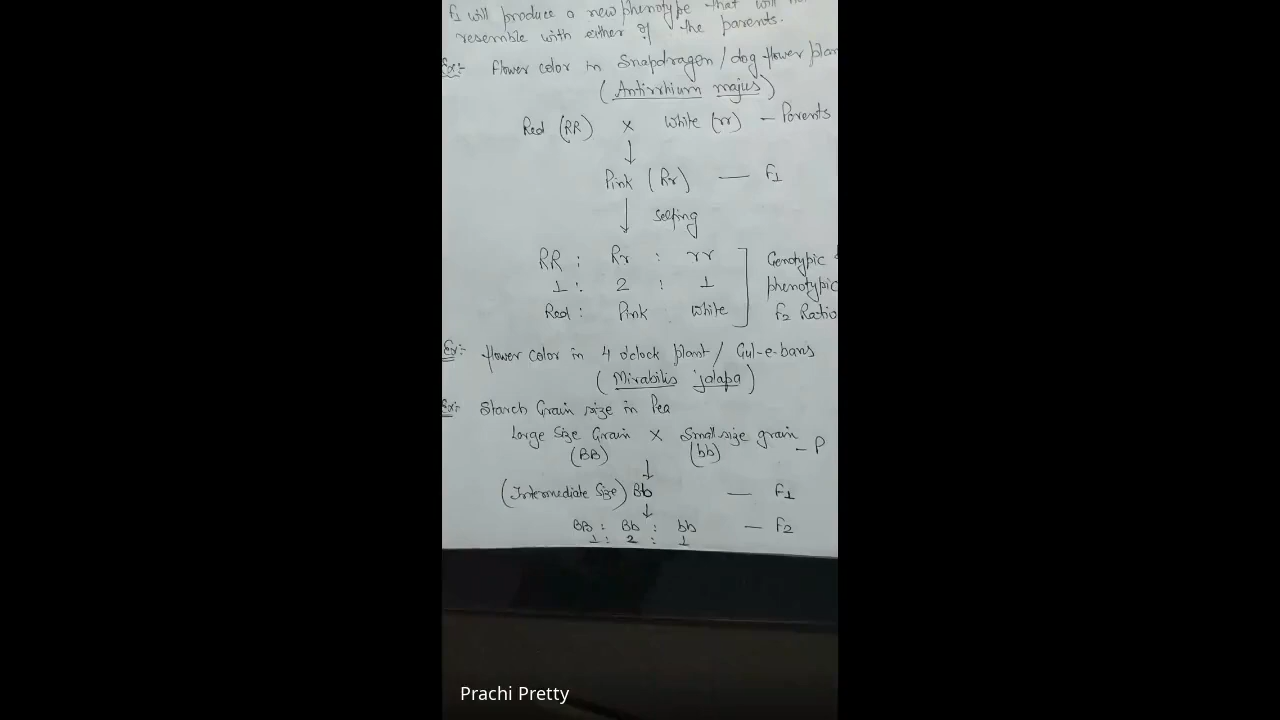 F1 will produce a new phenotype that will
resemble with either of the parents.
Ex:- flower color in Snapdragon / dog flower plan
(Antirrhium majus)
Red (RR) × White (rr) — Parents
↓
Pink (Rr) — F1
↓ Selfing
RR : Rr : rr Genotypic
1 : 2 : 1 phenotypic
Red : Pink White F2 Ratio
Ex:- flower color in 4 o'clock plant / Gul-e-bans
(Mirabilis jalapa)
Ex:- Starch Grain size in Pea
Large Size Grain × Small size grain
(BB) (bb) — P
↓
(Intermediate Size) Bb — F1
↓
BB : Bb : bb — F2
1 : 2 : 1
Prachi Pretty